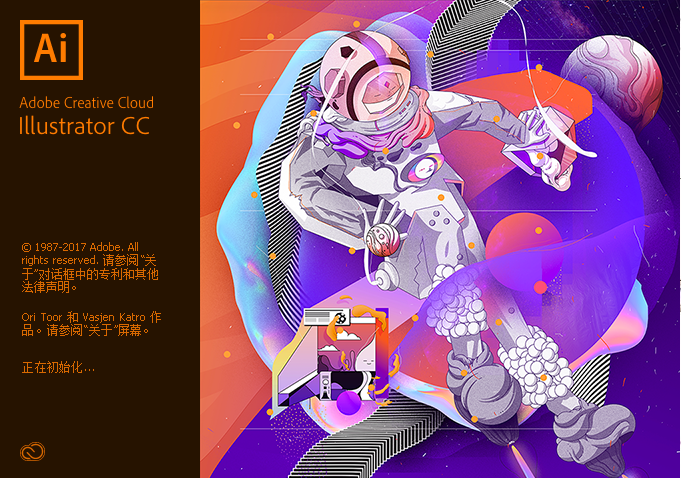 Ai
Adobe Creative Cloud
Illustrator CC
© 1987-2017 Adobe. All
rights reserved. 请参阅“关
于”对话框中的专利和其他
法律声明。
Ori Toor 和 Vasjen Katro 作
品。请参阅“关于”屏幕。
正在初始化...